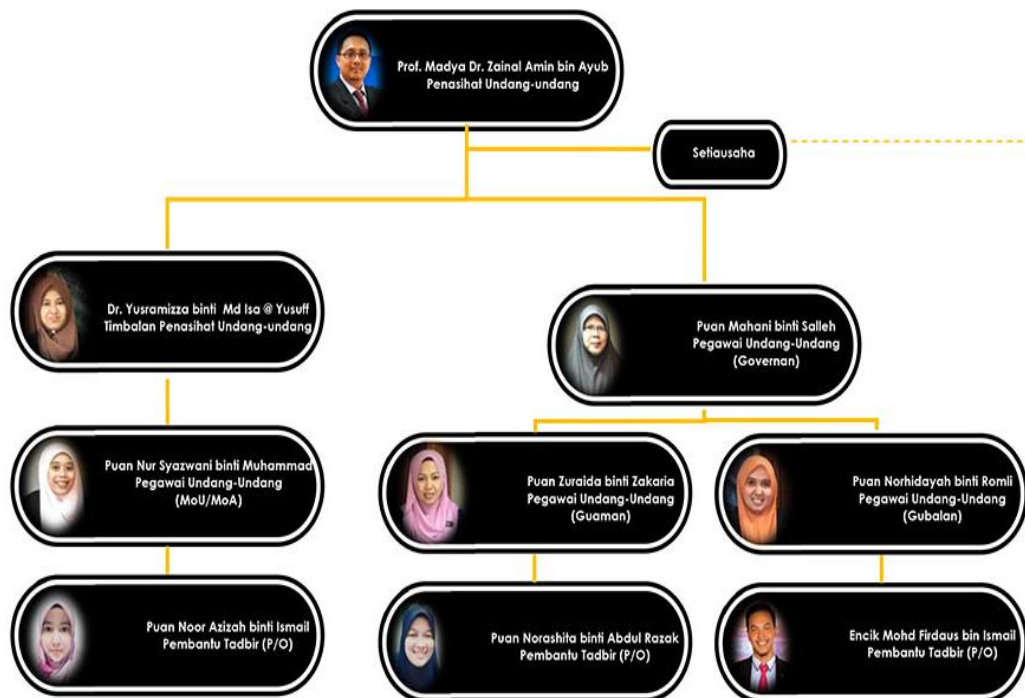 Prof. Madya Dr. Zainal Amin bin Ayub
Penasihat Undang-undang
Setiausaha
Dr. Yusramizza binti Md Isa @ Yusuff
Timbalan Penasihat Undang-undang
Puan Mahani binti Salleh
Pegawai Undang-Undang
(Governan)
Puan Nur Syazwani binti Muhammad
Pegawai Undang-Undang
(MoU/MoA)
Puan Zuraida binti Zakaria
Pegawai Undang-Undang
(Guaman)
Puan Norhidayah binti Romli
Pegawai Undang-Undang
(Gubalan)
Puan Noor Azizah binti Ismail
Pembantu Tadbir (P/O)
Puan Norashita binti Abdul Razak
Pembantu Tadbir (P/O)
Encik Mohd Firdaus bin Ismail
Pembantu Tadbir (P/O)